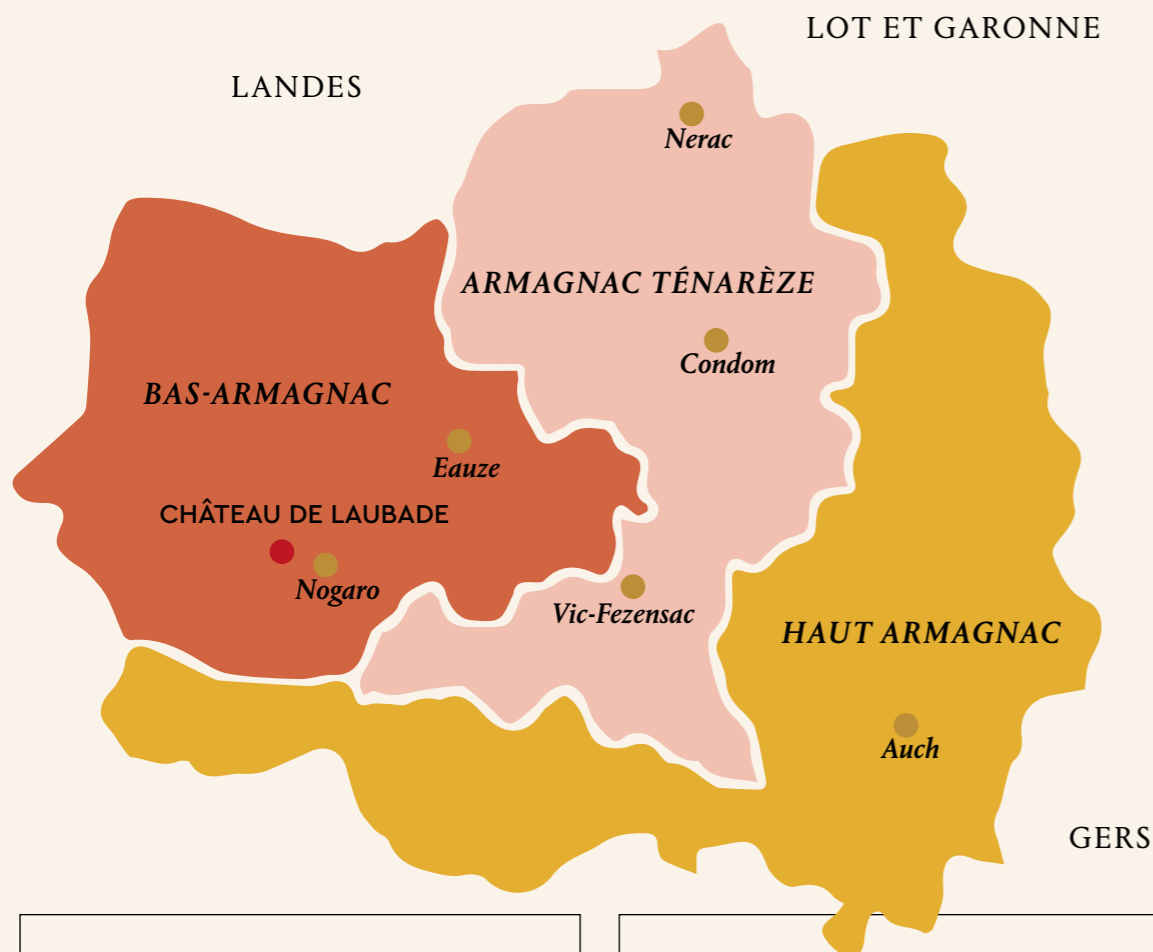 LOT ET GARONNE
LANDES
Nerac
ARMAGNAC TÉNARÈZE
Condom
BAS-ARMAGNAC
Eauze
CHÂTEAU DE LAUBADE
Nogaro
Vic-Fezensac
HAUT ARMAGNAC
Auch
GERS